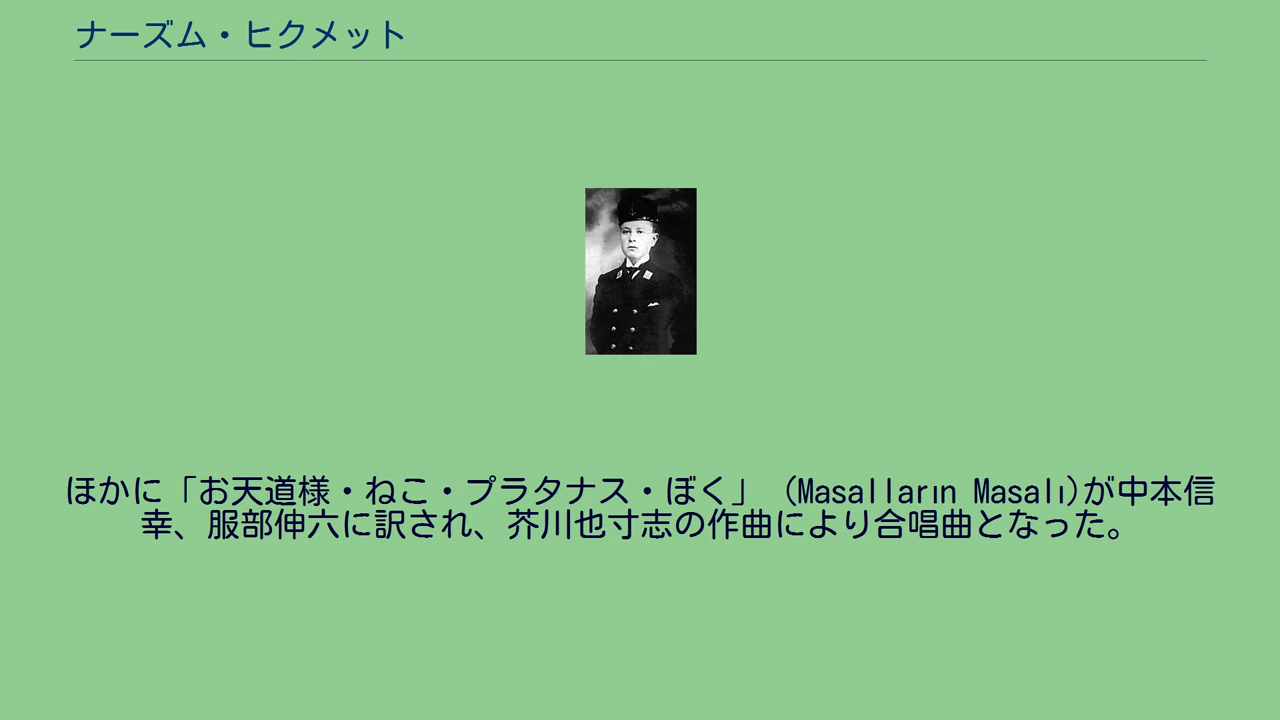 ナーズム・ヒクメット
ほかに「お天道様・ねこ・プラタナス・ぼく」 (Masalların Masalı)が中本信
幸、服部伸六に訳され、芥川也寸志の作曲により合唱曲となった。